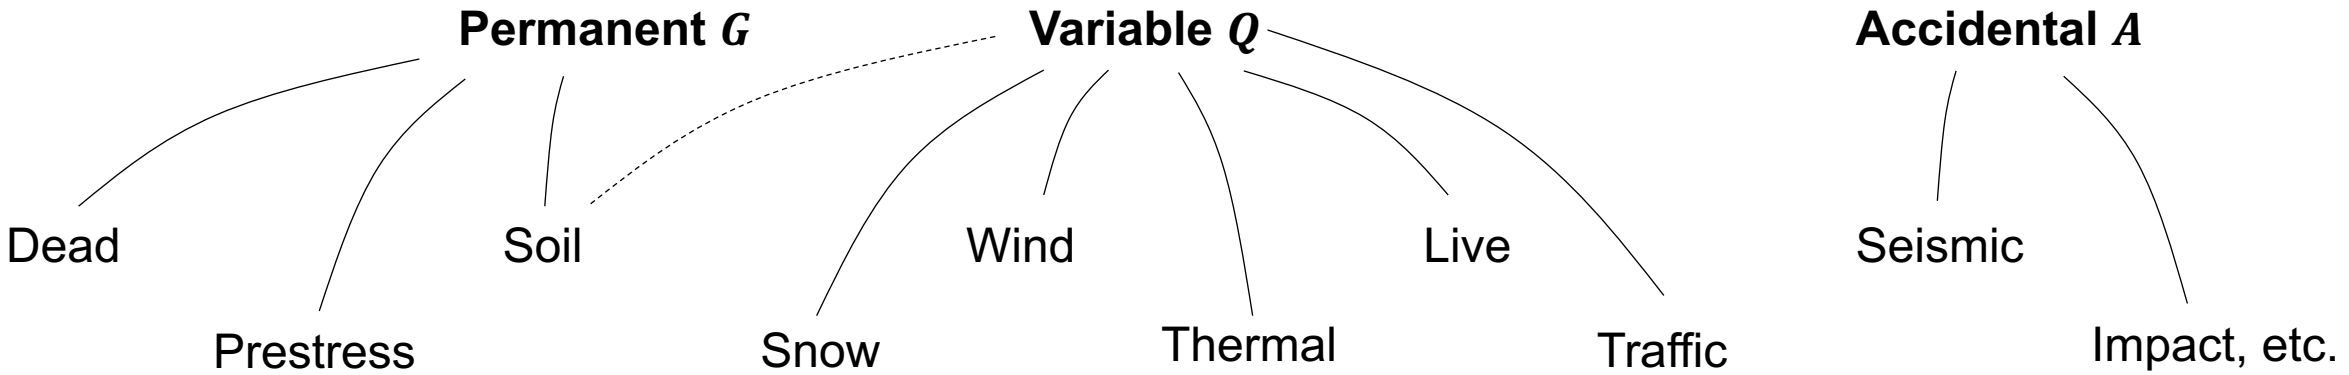 Permanent G
Variable Q
Accidental A
Dead
Soil
Wind
Live
Seismic
Prestress
Snow
Thermal
Traffic
Impact, etc.